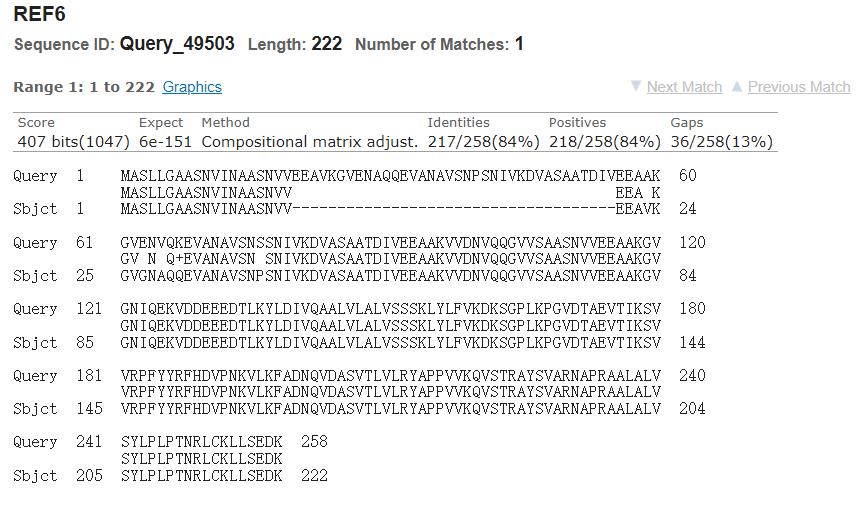 REF6
Sequence ID: Query_49503 Length: 222 Number of Matches: 1
Range 1: 1 to 222 Graphics ▼ Next Match ▲ Previous Match
Score Expect Method Identities Positives Gaps
407 bits(1047) 6e-151 Compositional matrix adjust. 217/258(84%) 218/258(84%) 36/258(13%)
Query 1 MASLLGAASNVINAASNVVEEAVKGVENAQQEVANAVSNPSNIVKDVASAATDIVEEAAK 60
MASLLGAASNVINAASNVV EEA K
Sbjct 1 MASLLGAASNVINAASNVV------------------------------------EEAVK 24
Query 61 GVENVQKEVANAVSNSSNIVKDVASAATDIVEEAAKVVDNVQQGVVSAASNVVEEAAKGV 120
GV N Q+EVANAVSN SNIVKDVASAATDIVEEAAKVVDNVQQGVVSAASNVVEEAAKGV
Sbjct 25 GVGNAQQEVANAVSNPSNIVKDVASAATDIVEEAAKVVDNVQQGVVSAASNVVEEAAKGV 84
Query 121 GNIQEKVDDEEEDTLKYLDIVQAALVLALVSSSKLYLFVKDKSGPLKPGVDTAEVTIKSV 180
GNIQEKVDDEEEDTLKYLDIVQAALVLALVSSSKLYLFVKDKSGPLKPGVDTAEVTIKSV
Sbjct 85 GNIQEKVDDEEEDTLKYLDIVQAALVLALVSSSKLYLFVKDKSGPLKPGVDTAEVTIKSV 144
Query 181 VRPFYYRFHDVPNKVLKFADNQVDASVTLVLRYAPPVVKQVSTRAYSVARNAPRAALALV 240
VRPFYYRFHDVPNKVLKFADNQVDASVTLVLRYAPPVVKQVSTRAYSVARNAPRAALALV
Sbjct 145 VRPFYYRFHDVPNKVLKFADNQVDASVTLVLRYAPPVVKQVSTRAYSVARNAPRAALALV 204
Query 241 SYLPLPTNRLCKLLSEDK 258
SYLPLPTNRLCKLLSEDK
Sbjct 205 SYLPLPTNRLCKLLSEDK 222